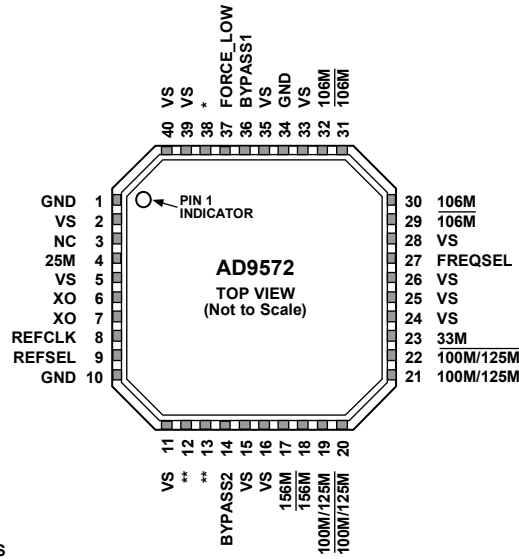 40 VS
39 VS
38 *
37 FORCE_LOW
36 BYPASS1
35 VS
34 GND
33 VS
32 106M
31 106M
GND 1
VS 2
NC 3
25M 4
VS 5
XO 6
XO 7
REFCLK 8
REFSEL 9
GND 10
PIN 1
INDICATOR
AD9572
TOP VIEW
(Not to Scale)
30 106M
29 106M
28 VS
27 FREQSEL
26 VS
25 VS
24 VS
23 33M
22 100M/125M
21 100M/125M
VS 11
** 12
** 13
BYPASS2 14
VS 15
VS 16
156M 17
156M 18
100M/125M 19
100M/125M 20
S